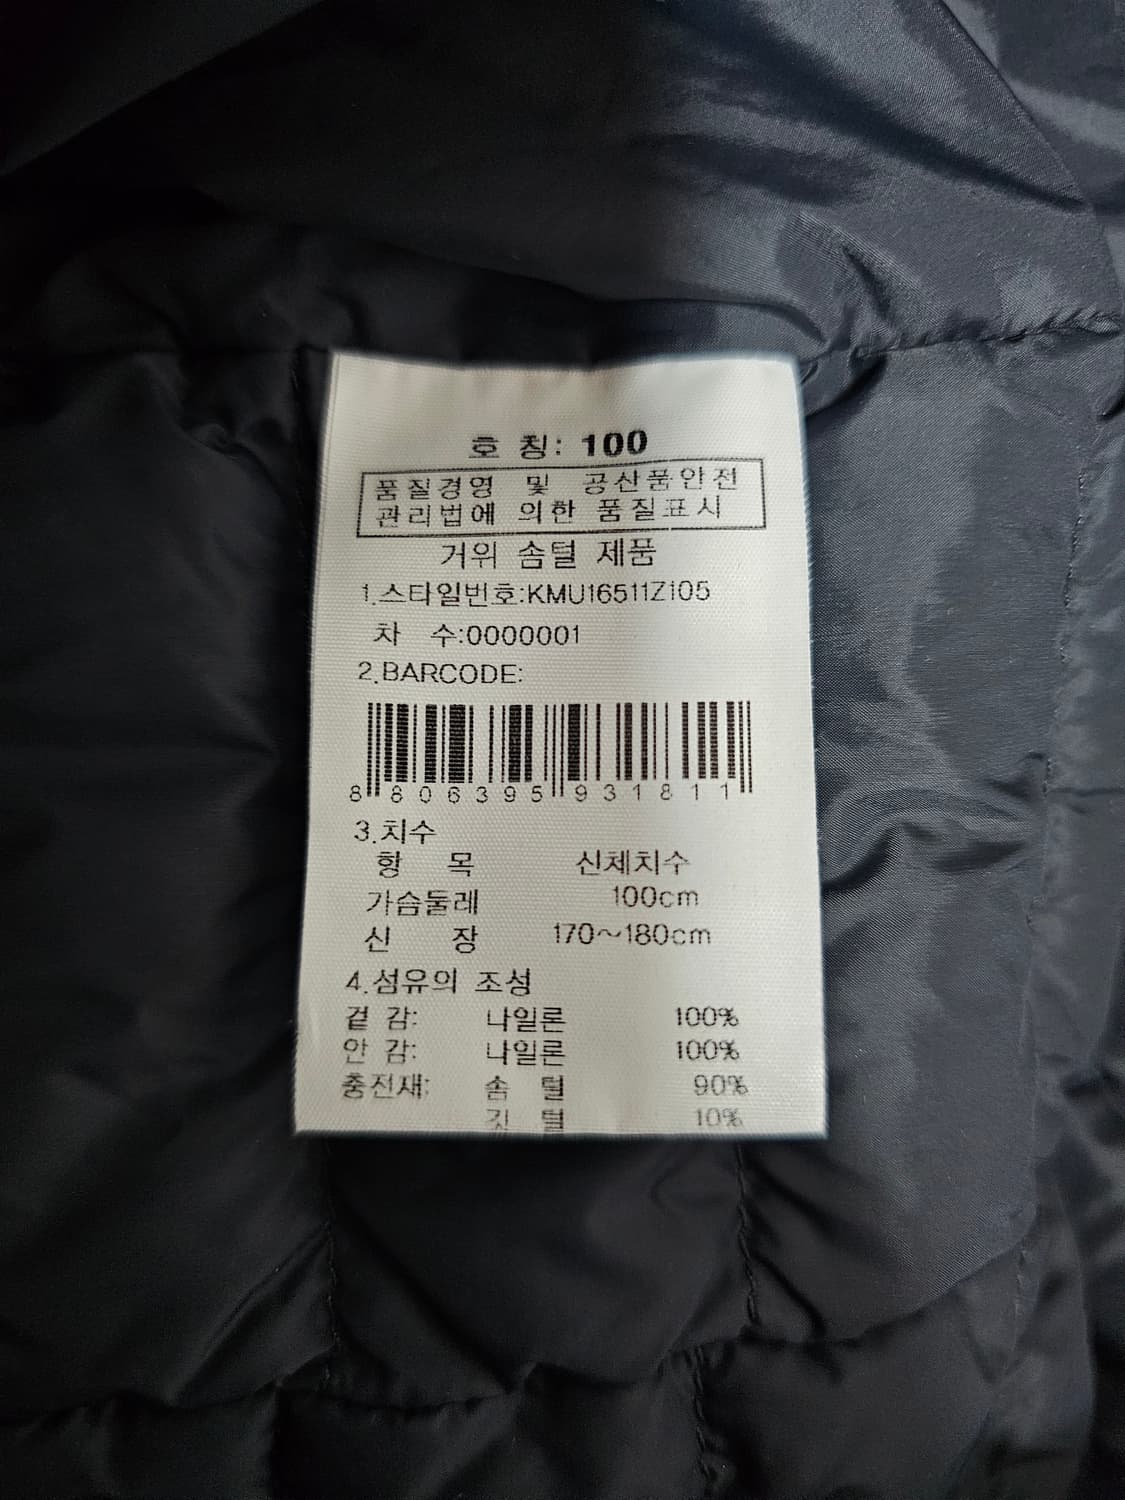 호 칭: 100
품질경영 및 공산품안전
관리법에 의한 품질표시
거위 솜털 제품
1.스타일번호:KMU16511Z105
차 수:0000001
2.BARCODE:
8 806395 931811
3.치수
항 목 신체치수
가슴둘레 100cm
신 장 170~180cm
4.섬유의 조성
겉 감: 나일론 100%
안 감: 나일론 100%
충전재: 솜 털 90%
깃 털 10%